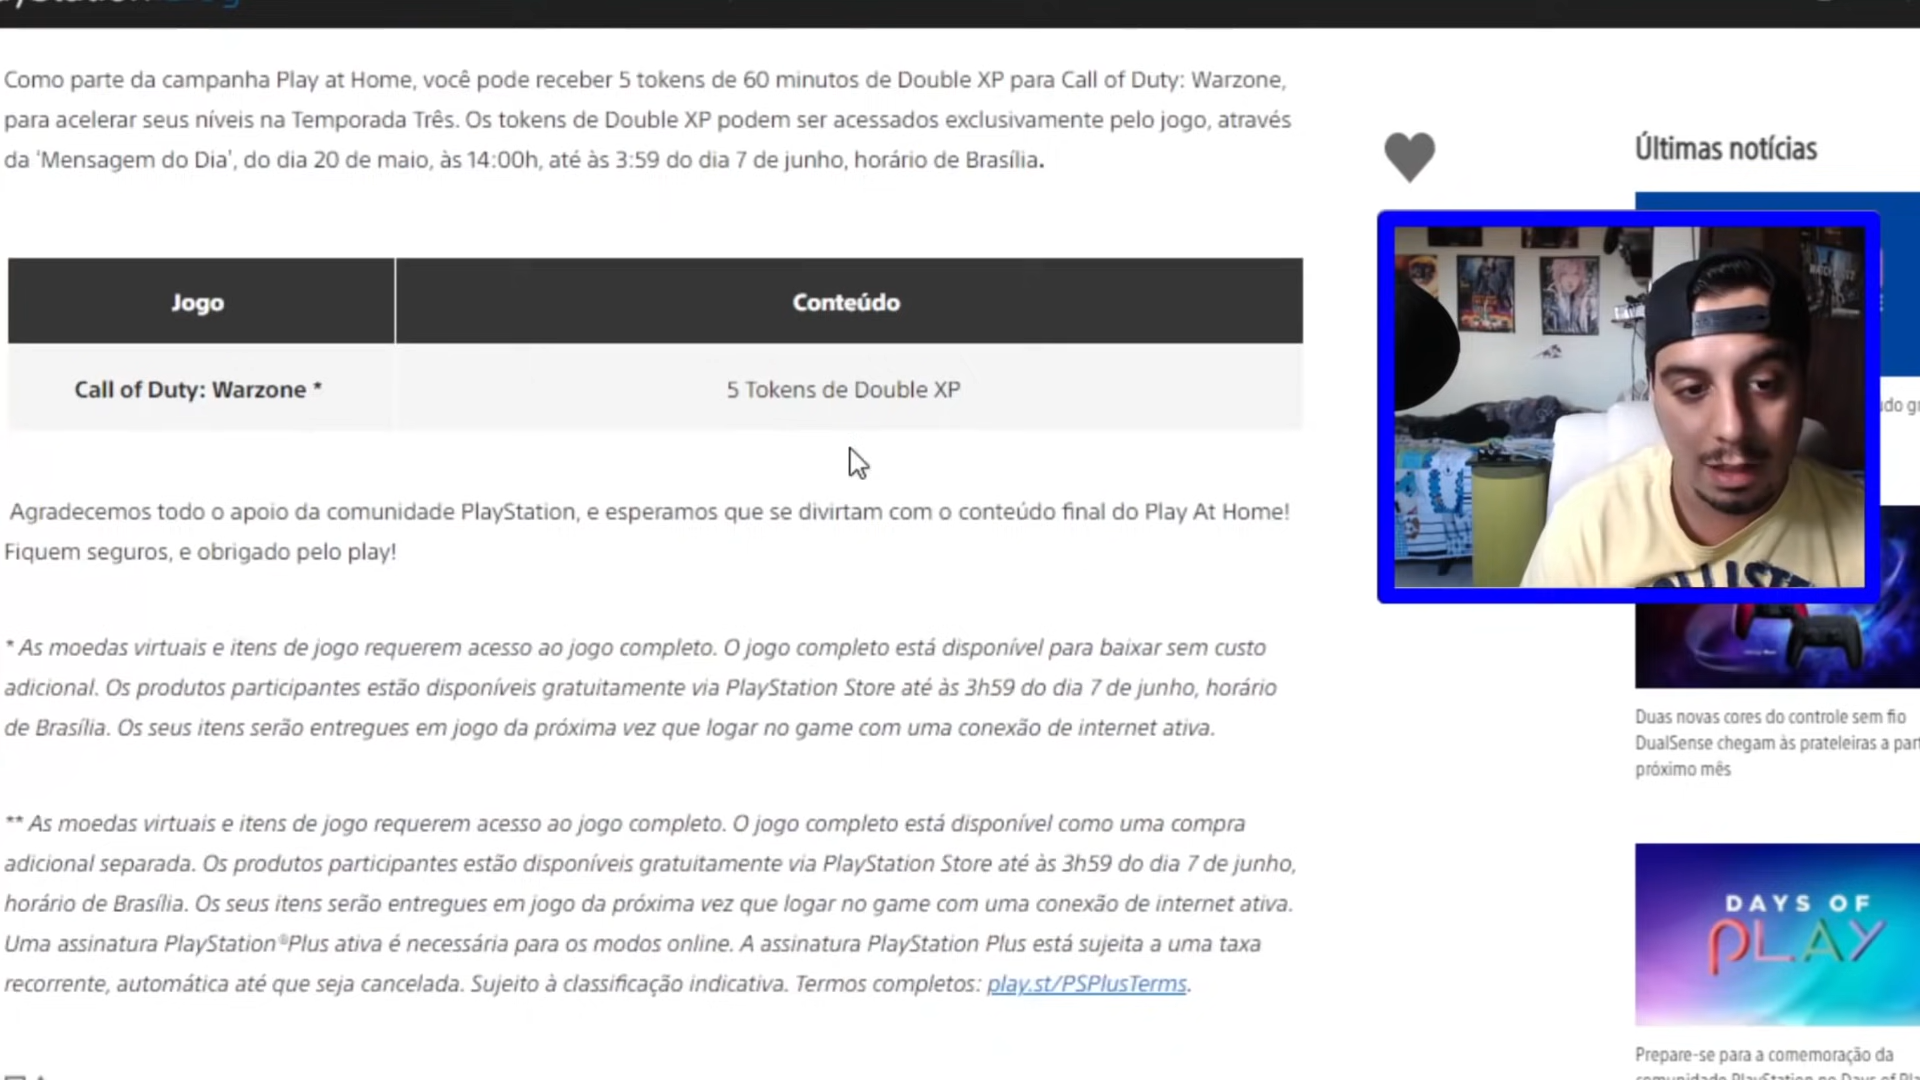 Como parte da campanha Play at Home, você pode receber 5 tokens de 60 minutos de Double XP para Call of Duty: Warzone,
para acelerar seus níveis na Temporada Três. Os tokens de Double XP podem ser acessados exclusivamente pelo jogo, através
da 'Mensagem do Dia', do dia 20 de maio, às 14:00h, até às 3:59 do dia 7 de junho, horário de Brasília.
Jogo
Conteúdo
Call of Duty: Warzone *
5 Tokens de Double XP
Agradecemos todo o apoio da comunidade PlayStation, e esperamos que se divirtam com o conteúdo final do Play At Home!
Fiquem seguros, e obrigado pelo play!
* As moedas virtuais e itens de jogo requerem acesso ao jogo completo. O jogo completo está disponível para baixar sem custo
adicional. Os produtos participantes estão disponíveis gratuitamente via PlayStation Store até às 3h59 do dia 7 de junho, horário
de Brasília. Os seus itens serão entregues em jogo da próxima vez que logar no game com uma conexão de internet ativa.
** As moedas virtuais e itens de jogo requerem acesso ao jogo completo. O jogo completo está disponível como uma compra
adicional separada. Os produtos participantes estão disponíveis gratuitamente via PlayStation Store até às 3h59 do dia 7 de junho,
horário de Brasília. Os seus itens serão entregues em jogo da próxima vez que logar no game com uma conexão de internet ativa.
Uma assinatura PlayStation®Plus ativa é necessária para os modos online. A assinatura PlayStation Plus está sujeita a uma taxa
recorrente, automática até que seja cancelada. Sujeito à classificação indicativa. Termos completos: play.st/PSPlusTerms.
Últimas notícias
Duas novas cores do controle sem fio
DualSense chegam às prateleiras a part
próximo mês
DAYS OF
PLAY
Prepare-se para a comemoração da